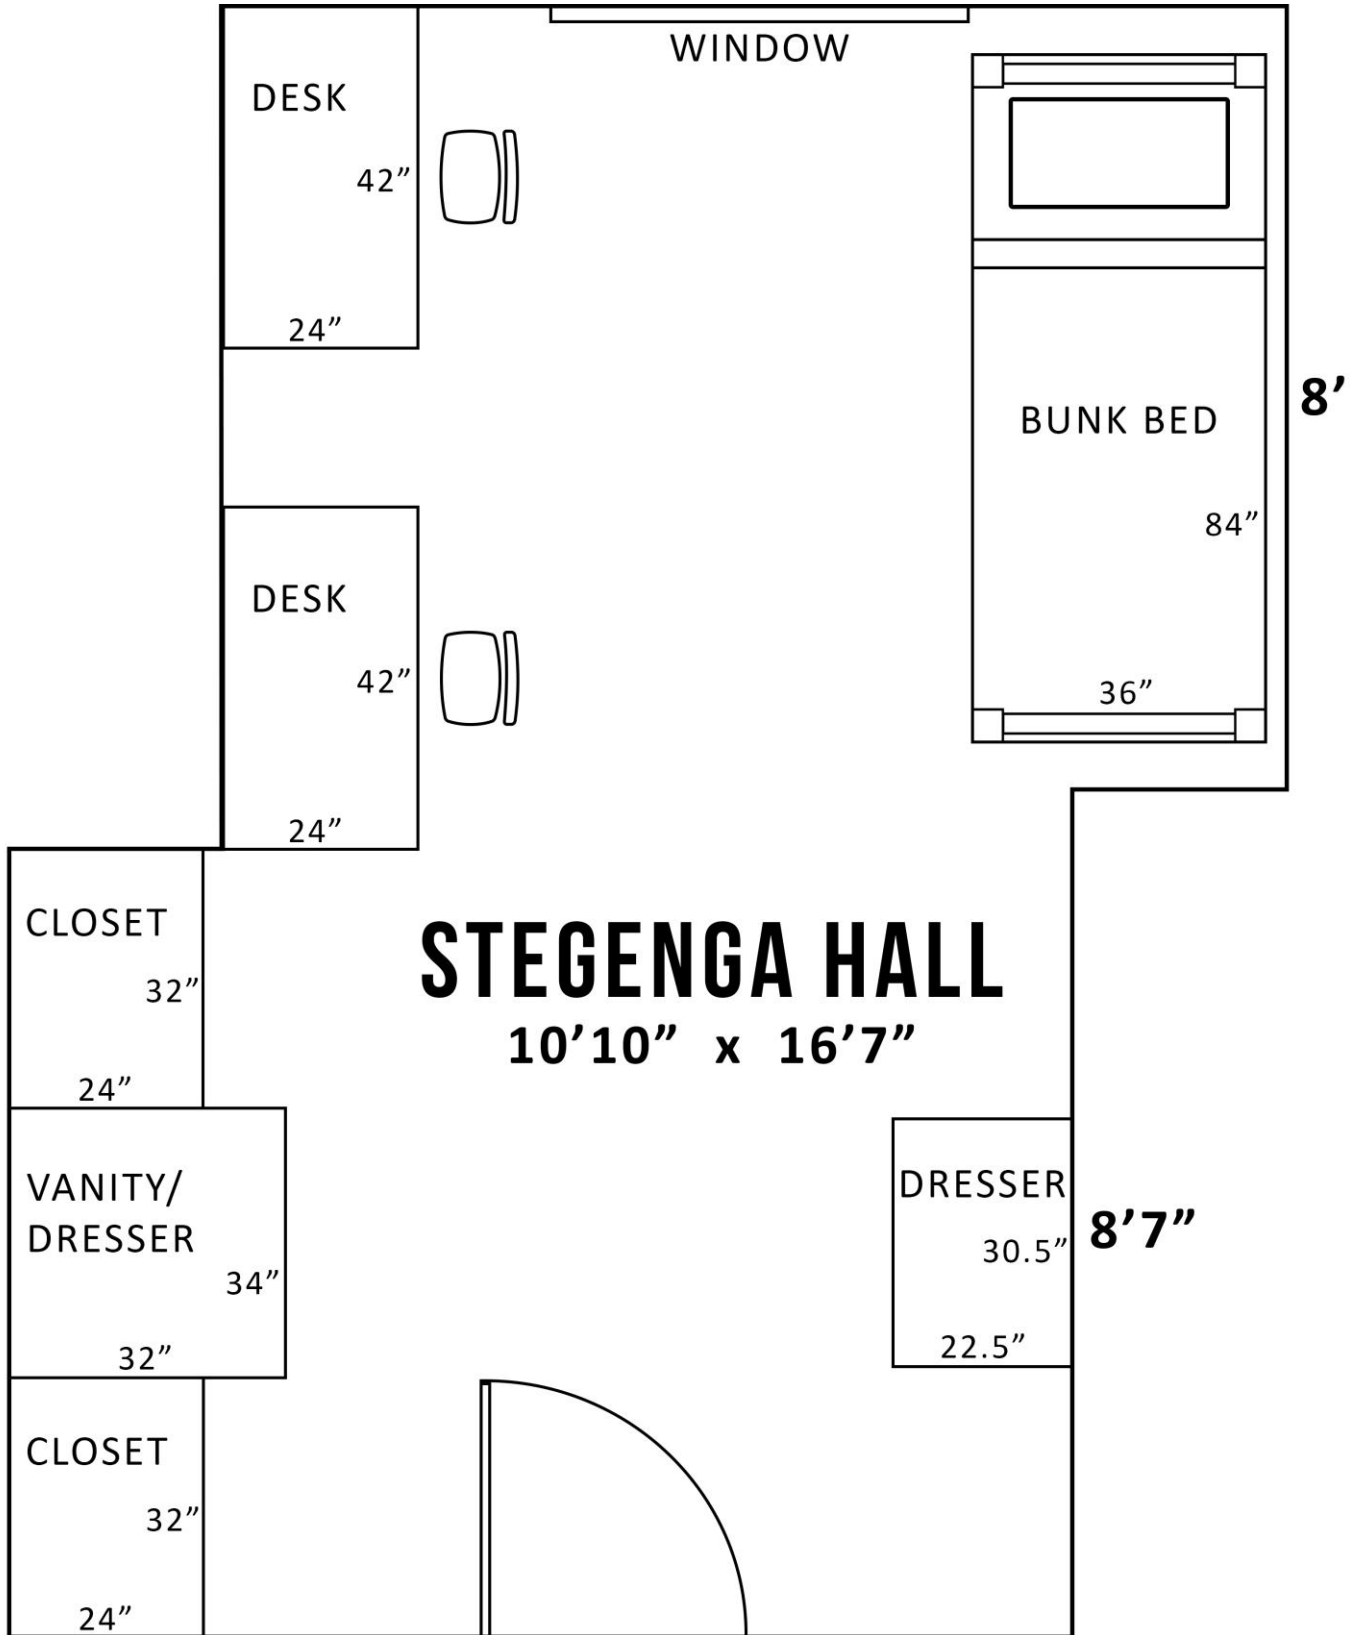 WINDOW
DESK
42”
24”
BUNK BED
84”
36”
8’
DESK
42”
24”
CLOSET
32”
24”
STEGENGA HALL
10’10” x 16’7”
VANITY/
DRESSER
34”
32”
DRESSER
30.5”
22.5”
8’7”
CLOSET
32”
24”